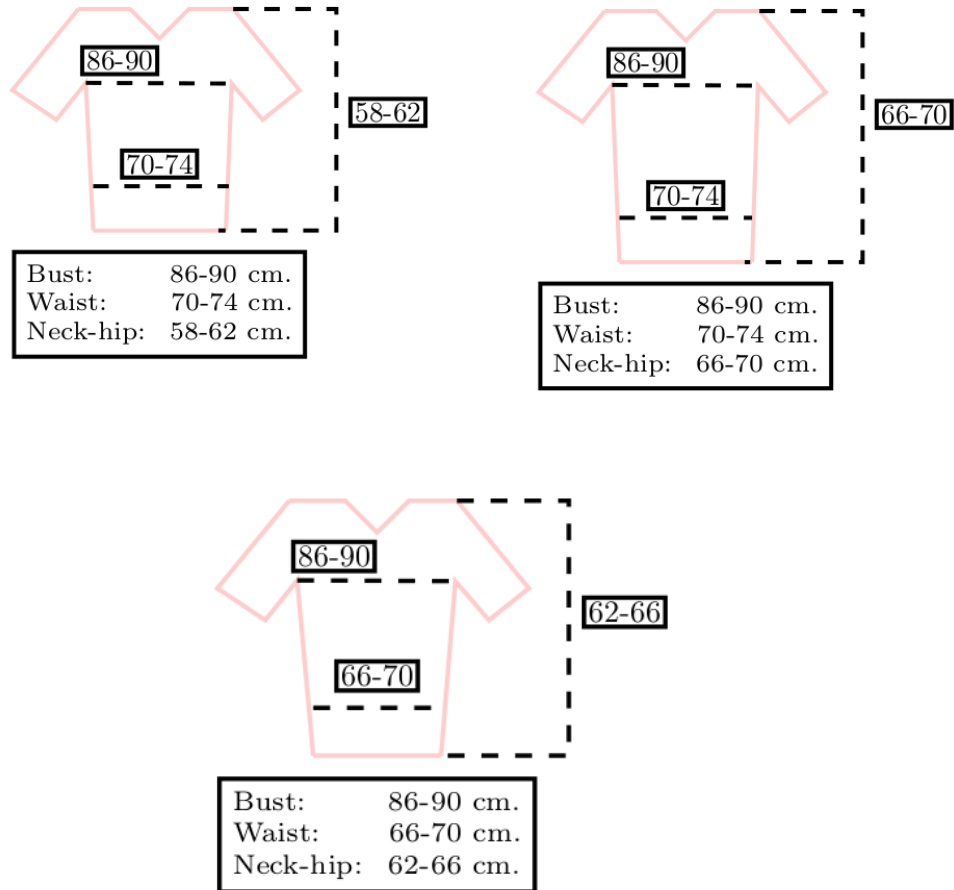 86-90
58-62
70-74
Bust: 86-90 cm.
Waist: 70-74 cm.
Neck-hip: 58-62 cm.
86-90
66-70
70-74
Bust: 86-90 cm.
Waist: 70-74 cm.
Neck-hip: 66-70 cm.
86-90
62-66
66-70
Bust: 86-90 cm.
Waist: 66-70 cm.
Neck-hip: 62-66 cm.